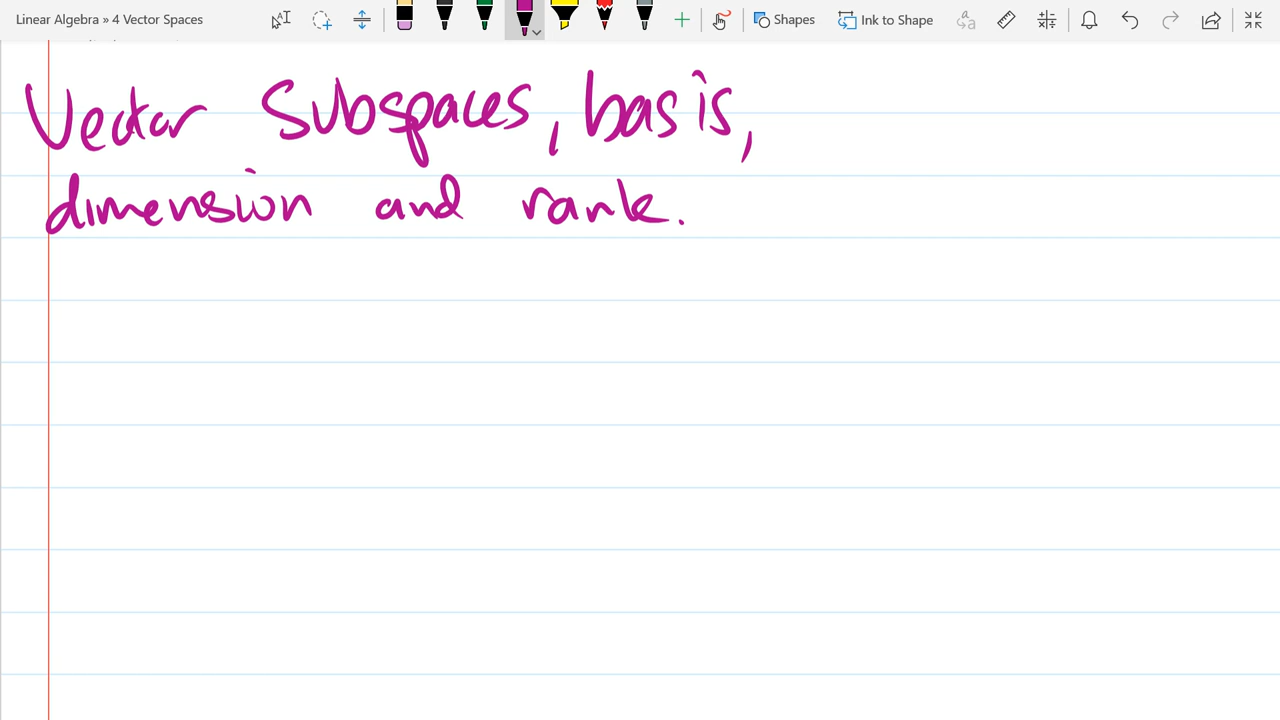 Linear Algebra » 4 Vector Spaces
Shapes
Ink to Shape
Vector Subspaces, basis,
dimension and rank.